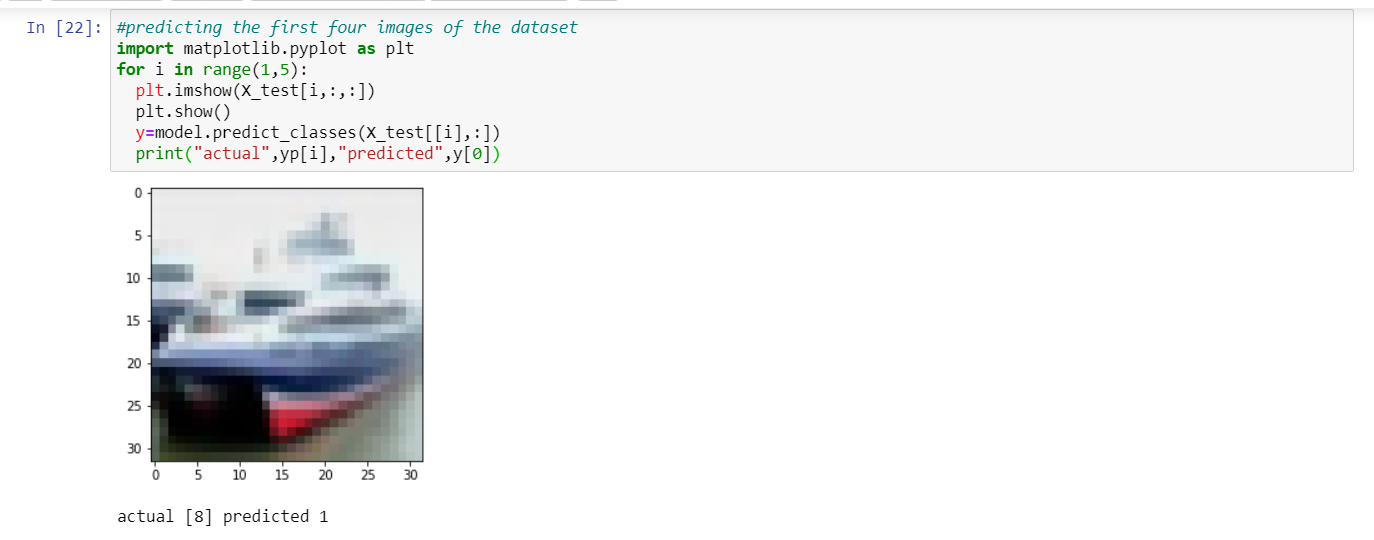 In [22]: #predicting the first four images of the dataset
import matplotlib.pyplot as plt
for i in range(1,5):
  plt.imshow(X_test[i,:,:])
  plt.show()
  y=model.predict_classes(X_test[[i],:])
  print("actual",yp[i],"predicted",y[0])
0
5
10
15
20
25
30
0 5 10 15 20 25 30
actual [8] predicted 1